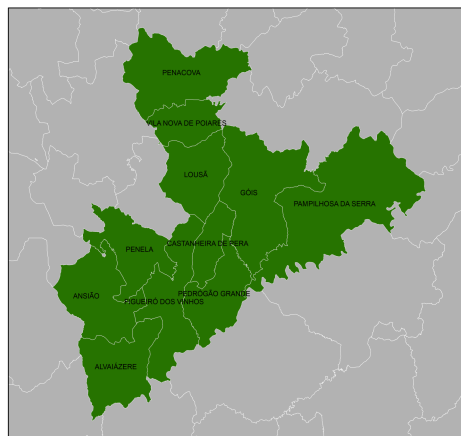 PENACOVA
VILA NOVA DE POIARES
LOUSÃ
GÓIS
PAMPILHOSA DA SERRA
CASTANHEIRA DE PERA
PENELA
PEDRÓGÃO GRANDE
ANSIÃO
FIGUEIRÓ DOS VINHOS
ALVAIÁZERE